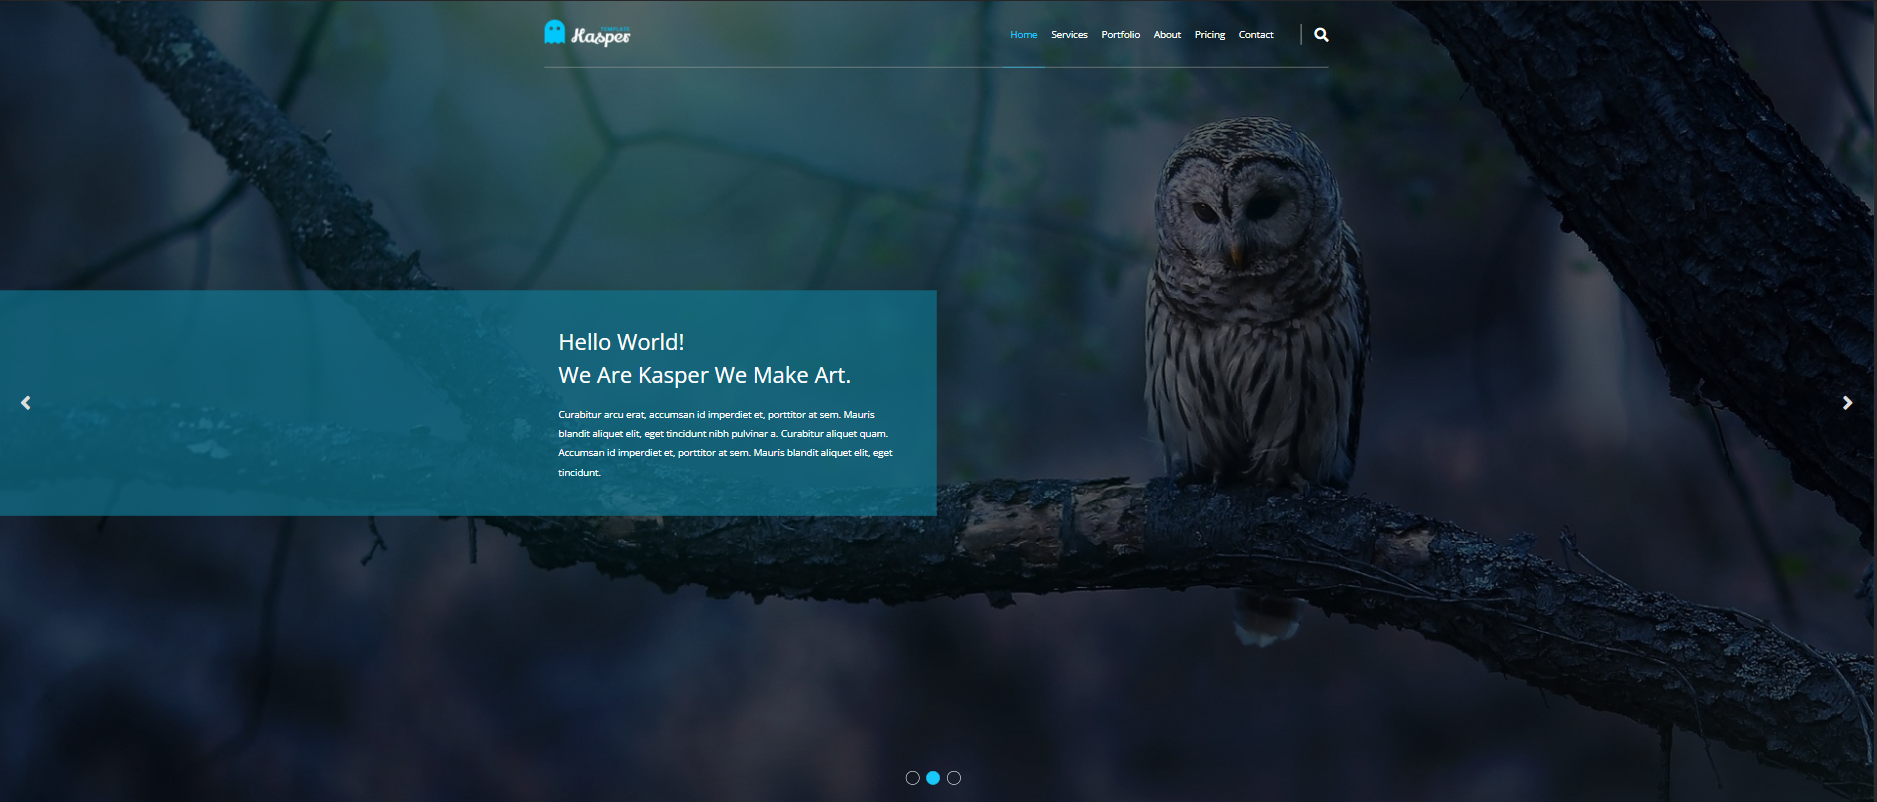 TEMPLATE
Kasper
Home Services Portfolio About Pricing Contact
Hello World!
We Are Kasper We Make Art.
Curabitur arcu erat, accumsan id imperdiet et, porttitor at sem. Mauris
blandit aliquet elit, eget tincidunt nibh pulvinar a. Curabitur aliquet quam.
Accumsan id imperdiet et, porttitor at sem. Mauris blandit aliquet elit, eget
tincidunt.